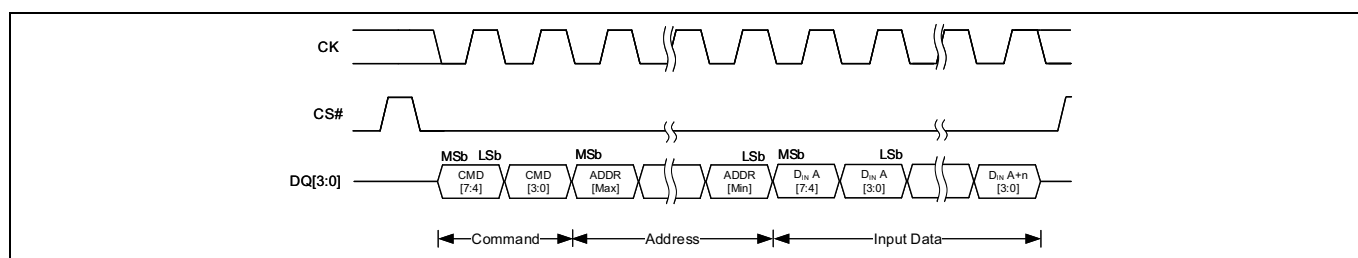 CK
CS#
MSb LSb MSb LSb MSb LSb
DQ[3:0] CMD [7:4] CMD [3:0] ADDR [Max] ADDR [Min] DIN A [7:4] DIN A [3:0] DIN A+n [3:0]
Command Address Input Data